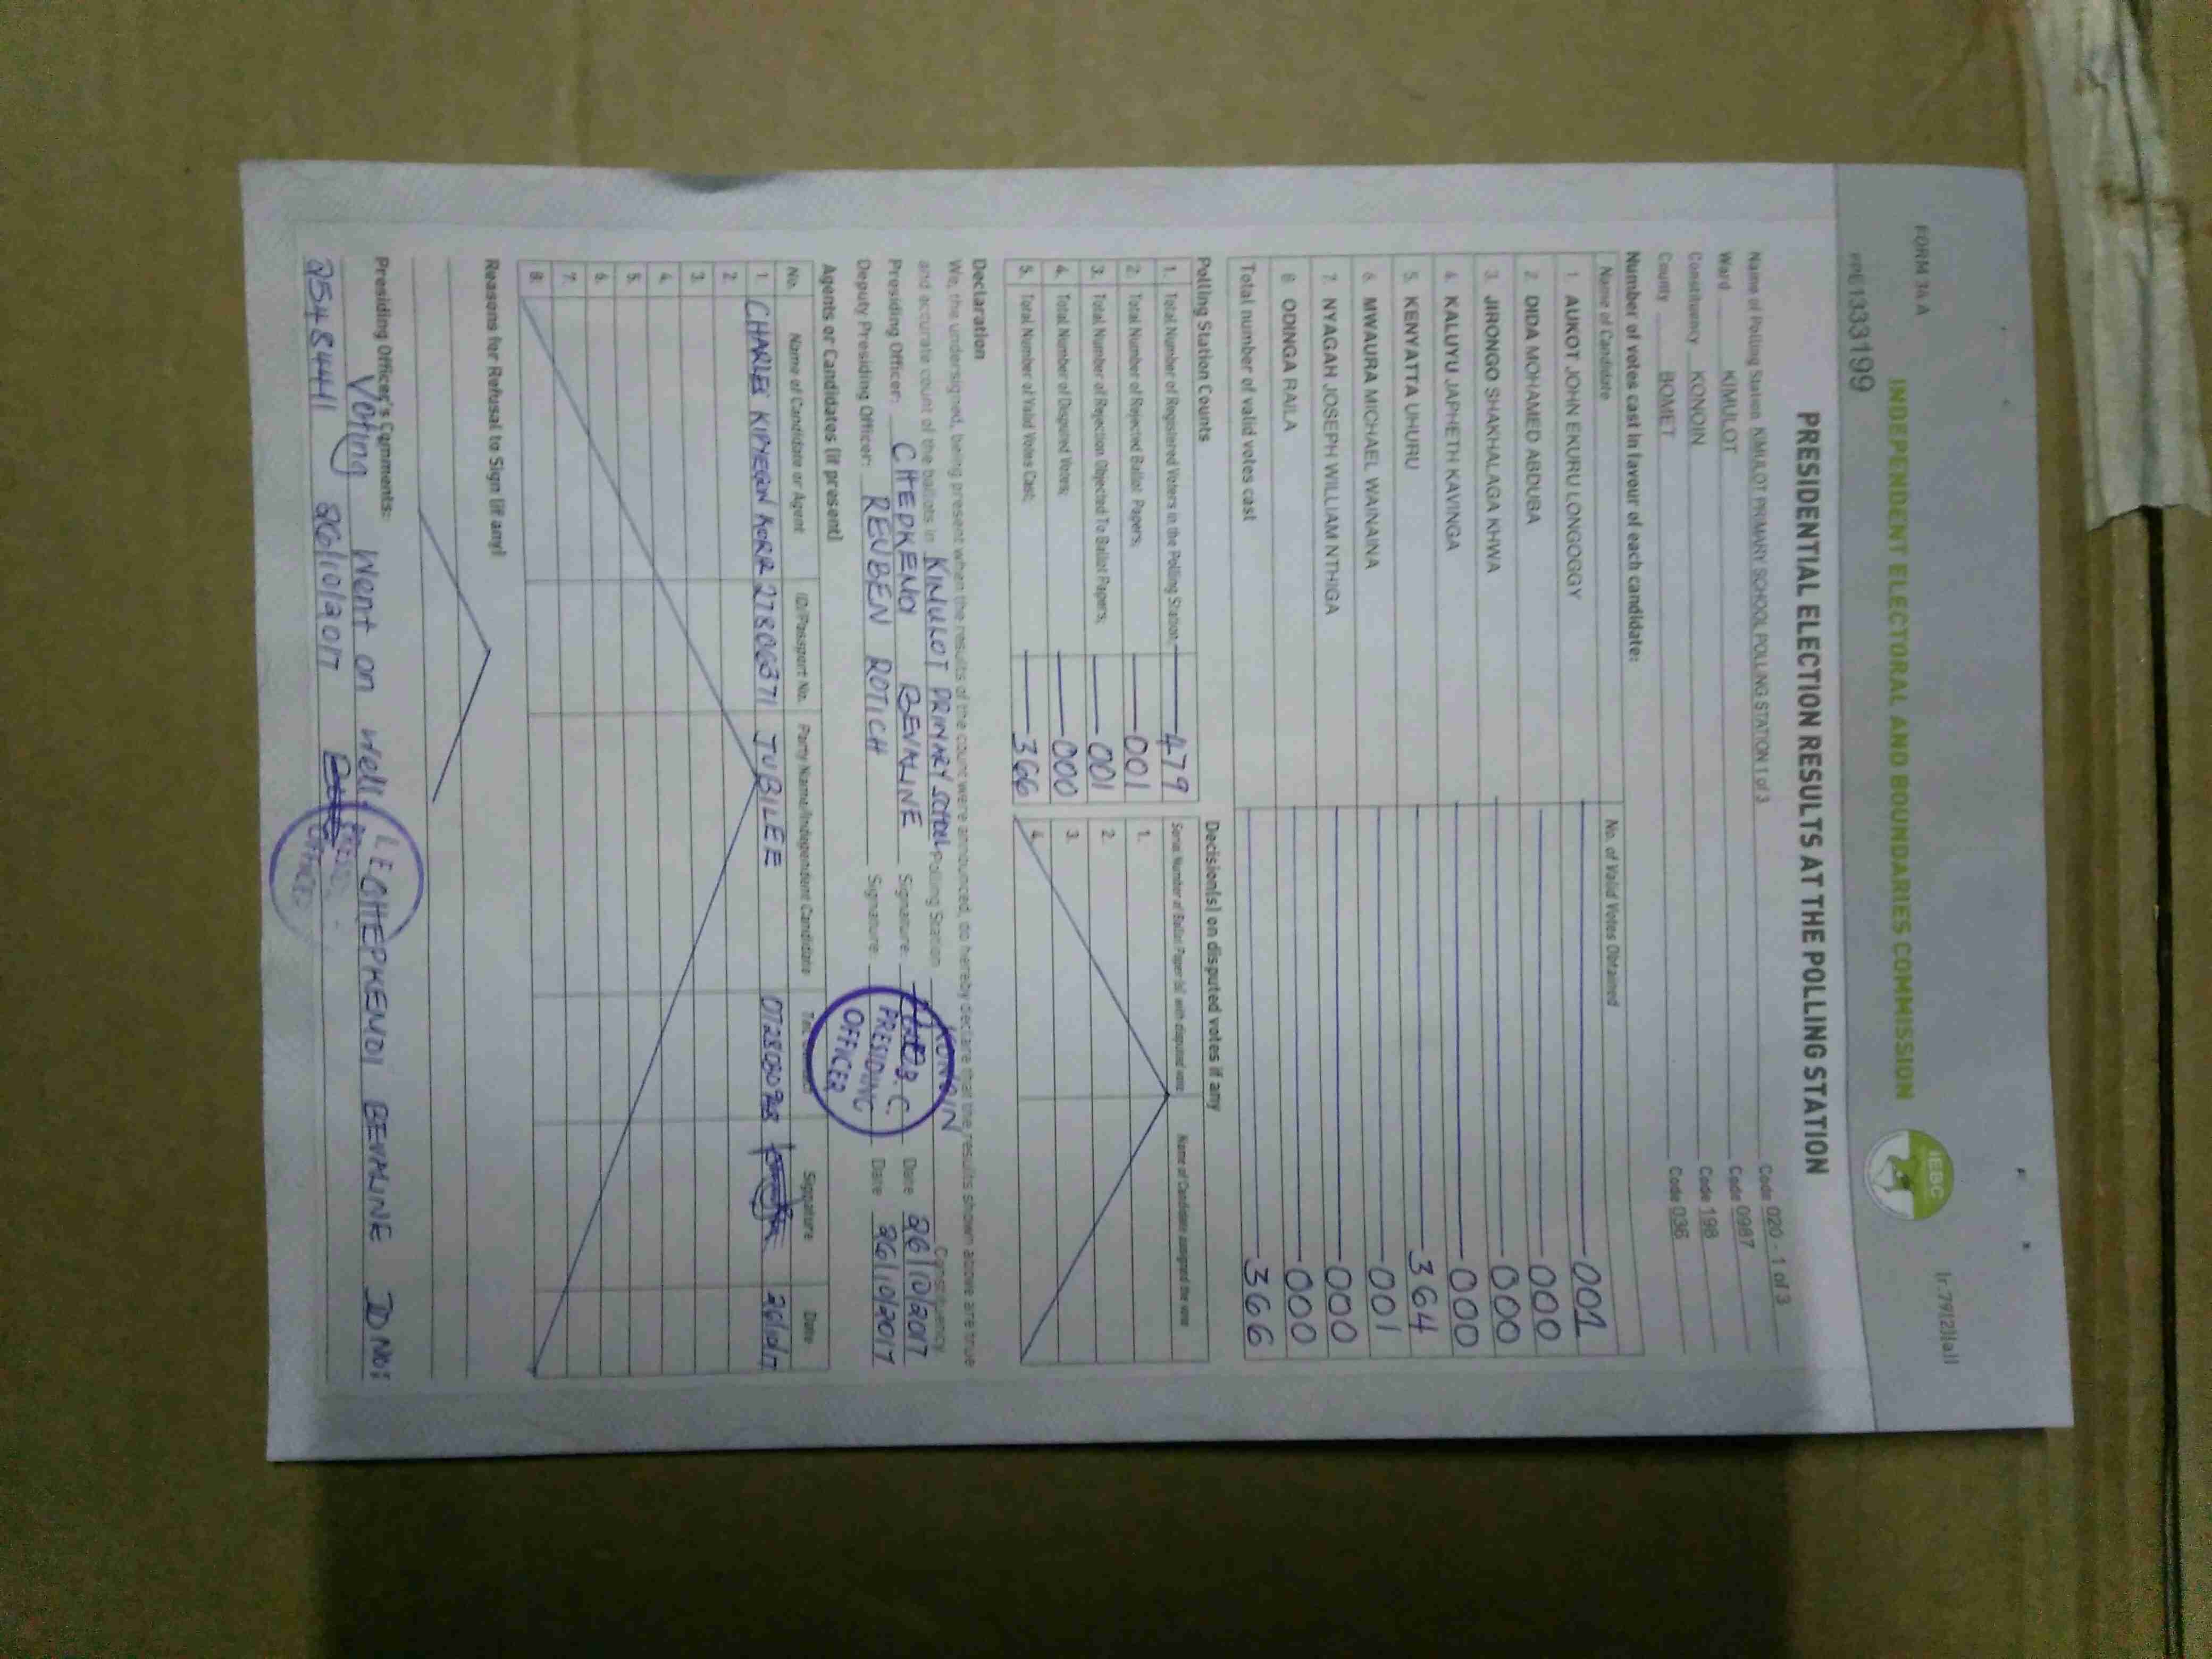 FORM 34 A
r.79(2)(a)
INDEPENDENT ELECTORAL AND BOUNDARIES COMMISSION
IEBC
1333199
PRESIDENTIAL ELECTION RESULTS AT THE POLLING STATION
Name of Polling Station KIMULOT PRIMARY SCHOOL POLLING STATION 1 of 3 Code 020 - 1 of 3
Ward KIMULOT Code 0987
Constituency KONOIN Code 198
County BOMET Code 036
Number of votes cast in favour of each candidate:
Name of Candidate No. of Valid Votes Obtained
1. AUKOT JOHN EKURU LONGOGGY 001
2. DIDA MOHAMED ABDUBA 000
3. JIRONGO SHAKHALAGA KHWA 000
4. KALUYU JAPHETH KAVINGA 000
5. KENYATTA UHURU 364
6. MWAURA MICHAEL WAINAINA 001
7. NYAGAH JOSEPH WILLIAM NTHIGA 000
8. ODINGA RAILA 000
Total number of valid votes cast 366
Polling Station Counts
1. Total Number of Registered Voters in the Polling Station; 479
2. Total Number of Rejected Ballot Papers; 001
3. Total Number of Rejection Objected To Ballot Papers; 001
4. Total Number of Disputed Votes; 000
5. Total Number of Valid Votes Cast; 366
Decision(s) on disputed votes if any
Serial Number of Ballot Paper (s) with disputed vote Name of Candidate assigned the vote
1.
2.
3.
4.
Declaration
We, the undersigned, being present when the results of the count were announced, do hereby declare that the results shown above are true
and accurate count of the ballots in KIMULOT PRIMARY SCHOOL Polling Station KONOIN Constituency
Presiding Officer: CHEPKEMOI BEVALINE Signature: Date 26/10/2017
Deputy Presiding Officer: REUBEN ROTICH Signature: Date 26/10/2017
PRESIDING
OFFICER
Agents or Candidates (if present)
No. Name of Candidate or Agent ID/Passport No. Party Name/Independent Candidate Signature Date
1. CHARLES KIPYEGON KORR 27806371 JUBILEE 26/10/17
2.
3.
4.
5.
6.
7.
8.
Reasons for Refusal to Sign (if any)
Presiding Officer's Comments:
Voting Went on Well CHEPKEMOI BEVALINE ID No:
25484441 26/10/2017